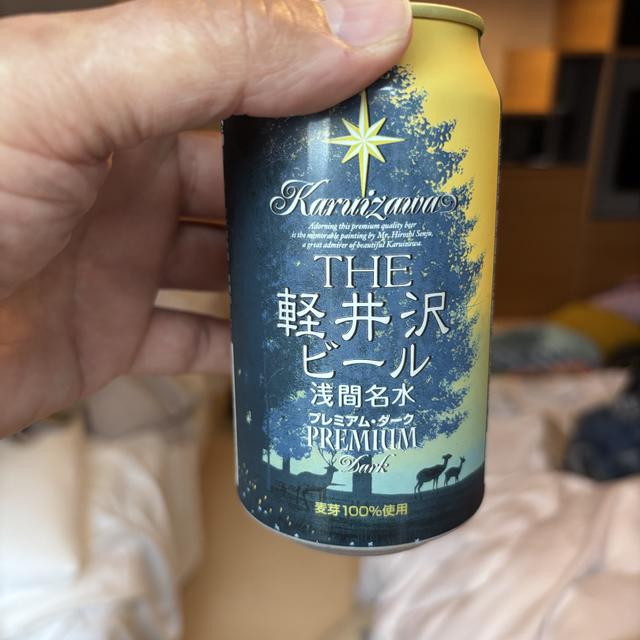 Karuizawa
Adorning this premium quality beer
is the memorable painting by Mr. Hiroshi Senju,
a great admirer of beautiful Karuizawa.
THE
軽井沢
ビール
浅間名水
プレミアム・ダーク
PREMIUM
Dark
麦芽100%使用